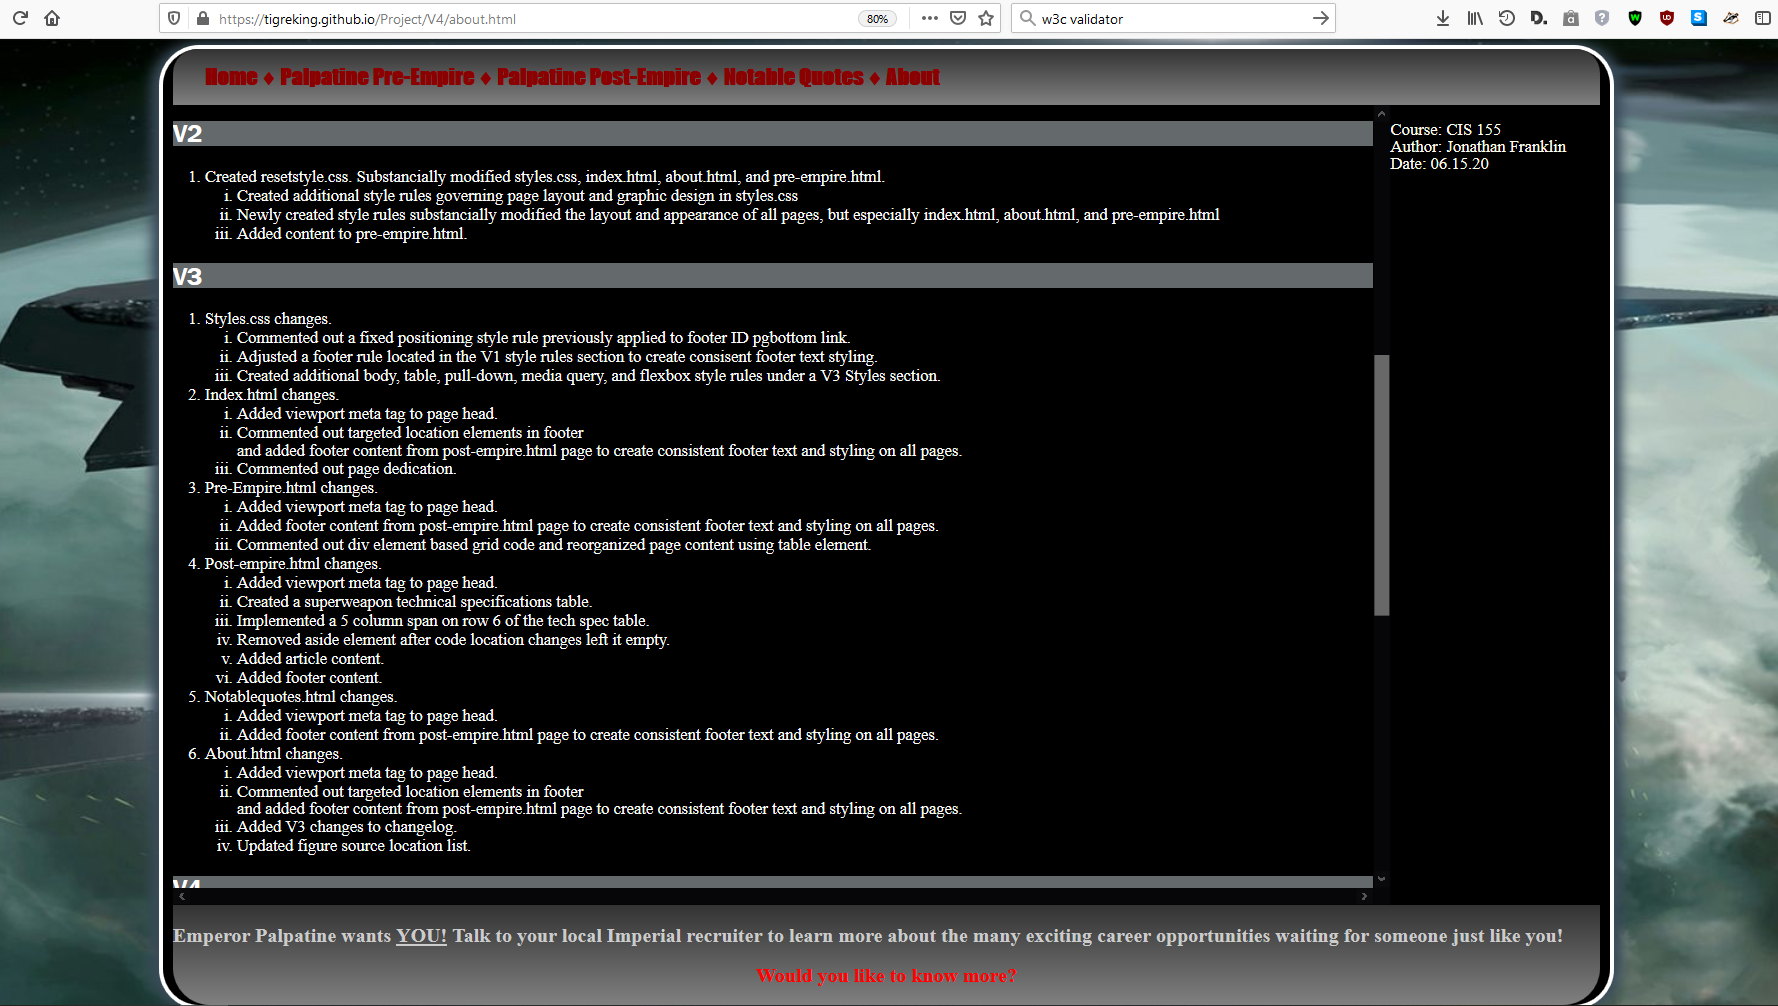 https://tigreking.github.io/Project/V4/about.html
80%
w3c validator
Home ♦ Palpatine Pre-Empire ♦ Palpatine Post-Empire ♦ Notable Quotes ♦ About
V2
1. Created resetstyle.css. Substancially modified styles.css, index.html, about.html, and pre-empire.html.
i. Created additional style rules governing page layout and graphic design in styles.css
ii. Newly created style rules substancially modified the layout and appearance of all pages, but especially index.html, about.html, and pre-empire.html
iii. Added content to pre-empire.html.
V3
1. Styles.css changes.
i. Commented out a fixed positioning style rule previously applied to footer ID pgbottom link.
ii. Adjusted a footer rule located in the V1 style rules section to create consisent footer text styling.
iii. Created additional body, table, pull-down, media query, and flexbox style rules under a V3 Styles section.
2. Index.html changes.
i. Added viewport meta tag to page head.
ii. Commented out targeted location elements in footer
and added footer content from post-empire.html page to create consistent footer text and styling on all pages.
iii. Commented out page dedication.
3. Pre-Empire.html changes.
i. Added viewport meta tag to page head.
ii. Added footer content from post-empire.html page to create consistent footer text and styling on all pages.
iii. Commented out div element based grid code and reorganized page content using table element.
4. Post-empire.html changes.
i. Added viewport meta tag to page head.
ii. Created a superweapon technical specifications table.
iii. Implemented a 5 column span on row 6 of the tech spec table.
iv. Removed aside element after code location changes left it empty.
v. Added article content.
vi. Added footer content.
5. Notablequotes.html changes.
i. Added viewport meta tag to page head.
ii. Added footer content from post-empire.html page to create consistent footer text and styling on all pages.
6. About.html changes.
i. Added viewport meta tag to page head.
ii. Commented out targeted location elements in footer
and added footer content from post-empire.html page to create consistent footer text and styling on all pages.
iii. Added V3 changes to changelog.
iv. Updated figure source location list.
V4
Course: CIS 155
Author: Jonathan Franklin
Date: 06.15.20
Emperor Palpatine wants YOU! Talk to your local Imperial recruiter to learn more about the many exciting career opportunities waiting for someone just like you!
Would you like to know more?